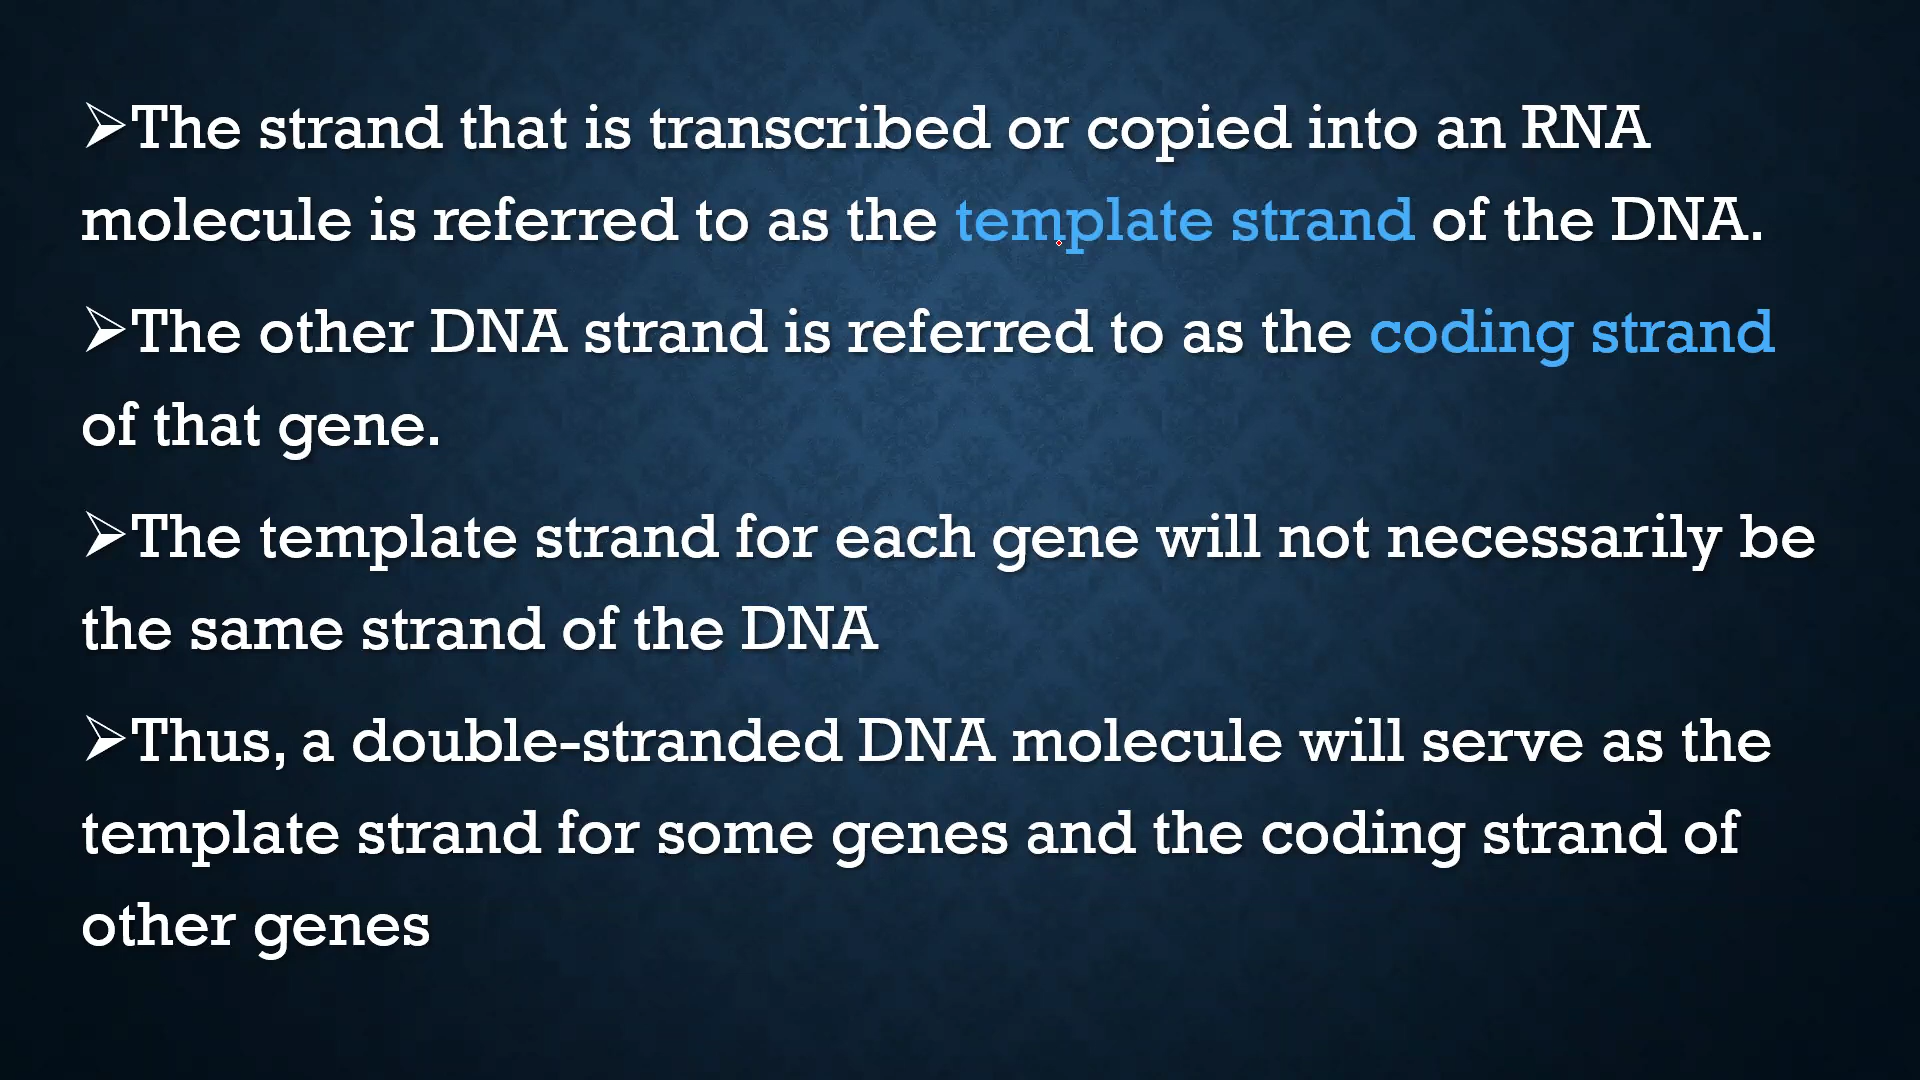 ➢The strand that is transcribed or copied into an RNA
molecule is referred to as the template strand of the DNA.
➢The other DNA strand is referred to as the coding strand
of that gene.
➢The template strand for each gene will not necessarily be
the same strand of the DNA
➢Thus, a double-stranded DNA molecule will serve as the
template strand for some genes and the coding strand of
other genes